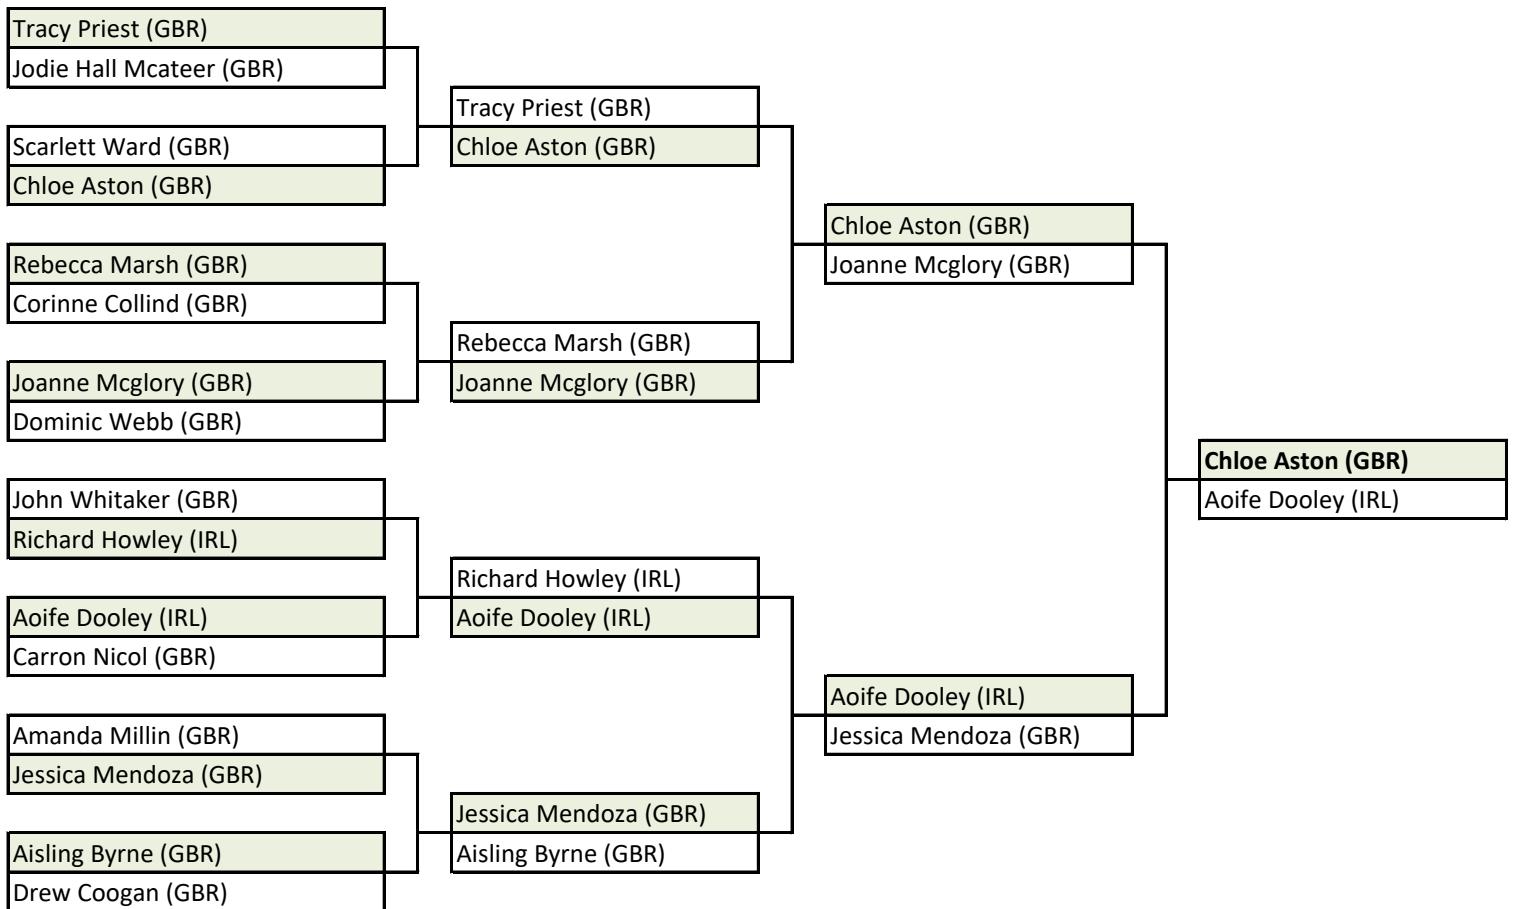 Tracy Priest (GBR)
Jodie Hall Mcateer (GBR)
Scarlett Ward (GBR)
Chloe Aston (GBR)
Rebecca Marsh (GBR)
Corinne Collind (GBR)
Joanne Mcglory (GBR)
Dominic Webb (GBR)
John Whitaker (GBR)
Richard Howley (IRL)
Aoife Dooley (IRL)
Carron Nicol (GBR)
Amanda Millin (GBR)
Jessica Mendoza (GBR)
Aisling Byrne (GBR)
Drew Coogan (GBR)
Tracy Priest (GBR)
Chloe Aston (GBR)
Rebecca Marsh (GBR)
Joanne Mcglory (GBR)
Richard Howley (IRL)
Aoife Dooley (IRL)
Jessica Mendoza (GBR)
Aisling Byrne (GBR)
Chloe Aston (GBR)
Joanne Mcglory (GBR)
Aoife Dooley (IRL)
Jessica Mendoza (GBR)
Chloe Aston (GBR)
Aoife Dooley (IRL)